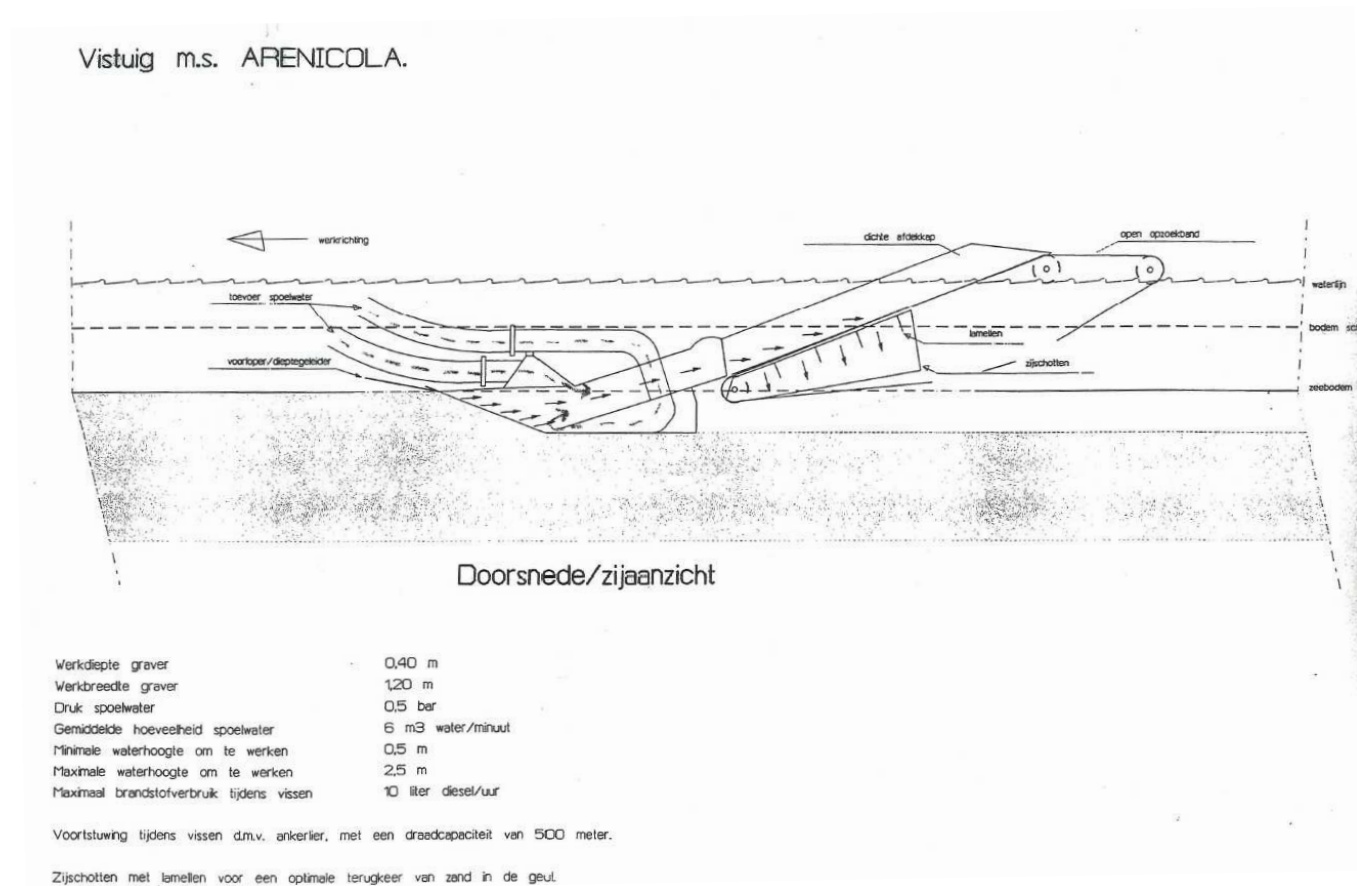 Vistuig m.s. ARENICOLA.
werkrichting
dichte afdekkap
open opzoekband
waterlijn
toevoer spoelwater
bodem
lamellen
voorloper/dieptegeleider
zijschotten
zeebodem
Doorsnede/zijaanzicht
Werkdiepte graver 0,40 m
Werkbreedte graver 1,20 m
Druk spoelwater 0,5 bar
Gemiddelde hoeveelheid spoelwater 6 m3 water/minuut
Minimale waterhoogte om te werken 0,5 m
Maximale waterhoogte om te werken 2,5 m
Maximaal brandstofverbruik tijdens vissen 10 liter diesel/uur
Voortstuwing tijdens vissen d.m.v. ankerlier, met een draadcapaciteit van 500 meter.
Zijschotten met lamellen voor een optimale terugkeer van zand in de geul.